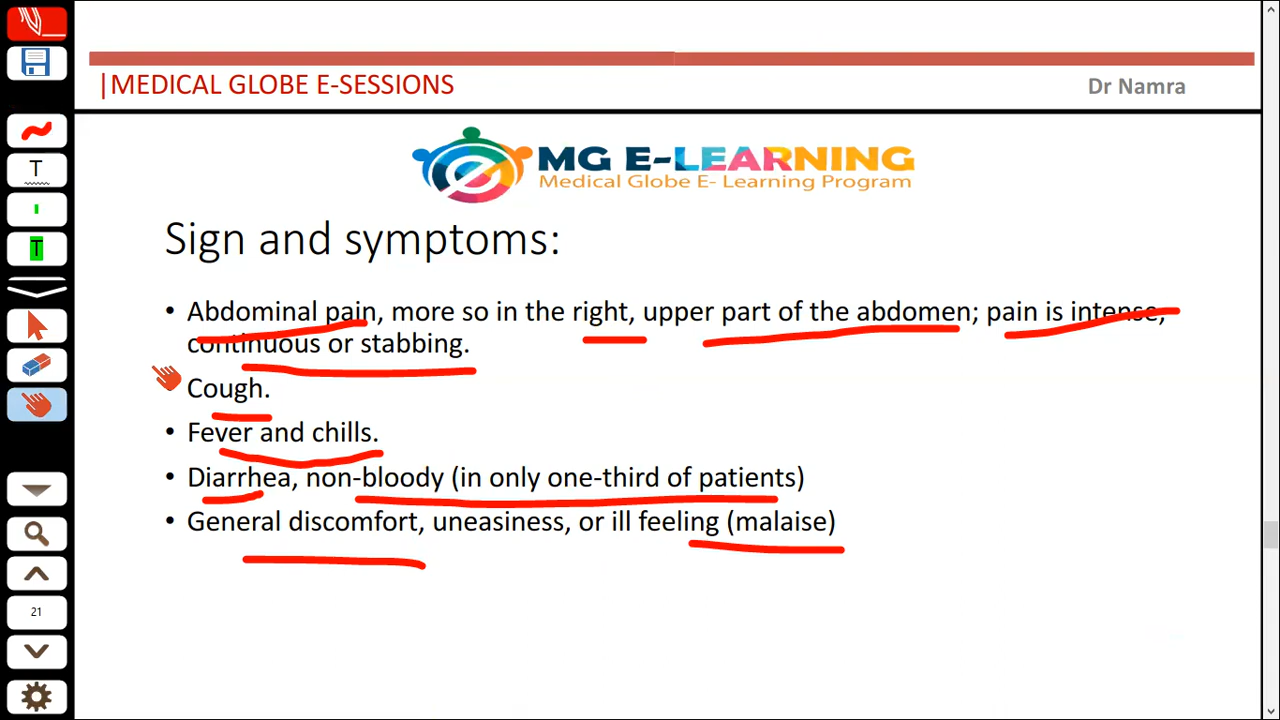 |MEDICAL GLOBE E-SESSIONS
Dr Namra
MG E-LEARNING
Medical Globe E- Learning Program
T
T
Sign and symptoms:
• Abdominal pain, more so in the right, upper part of the abdomen; pain is intense,
continuous or stabbing.
Cough.
• Fever and chills.
• Diarrhea, non-bloody (in only one-third of patients)
• General discomfort, uneasiness, or ill feeling (malaise)
21